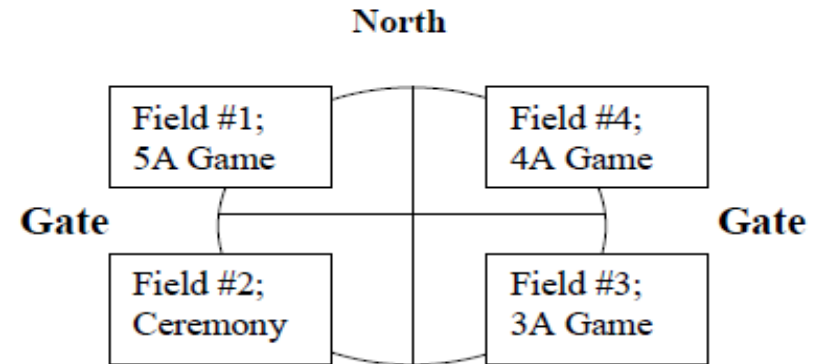 North
Field #1;
5A Game
Field #4;
4A Game
Gate
Gate
Field #2;
Ceremony
Field #3;
3A Game